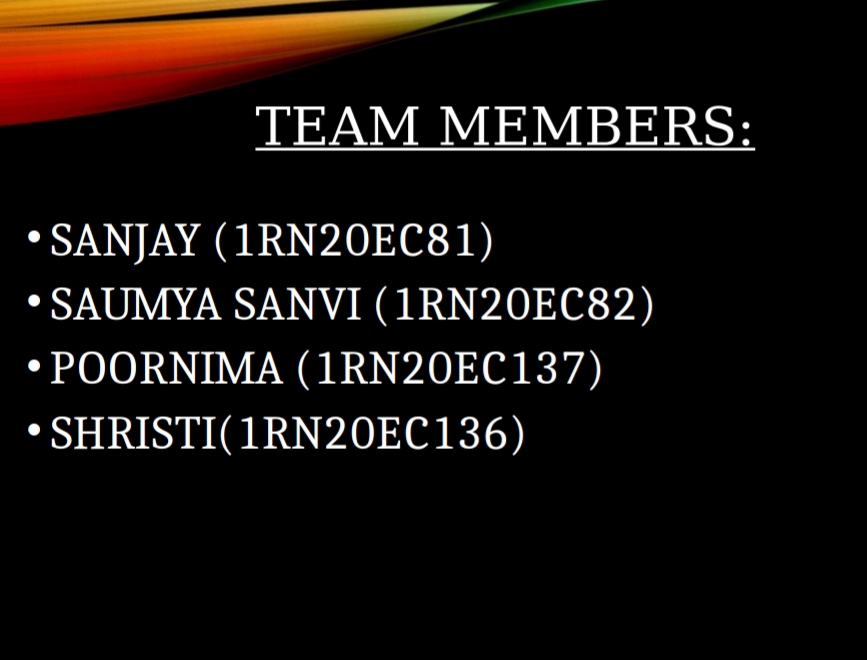 TEAM MEMBERS:
• SANJAY (1RN20EC81)
• SAUMYA SANVI (1RN20EC82)
• POORNIMA (1RN20EC137)
• SHRISTI(1RN20EC136)